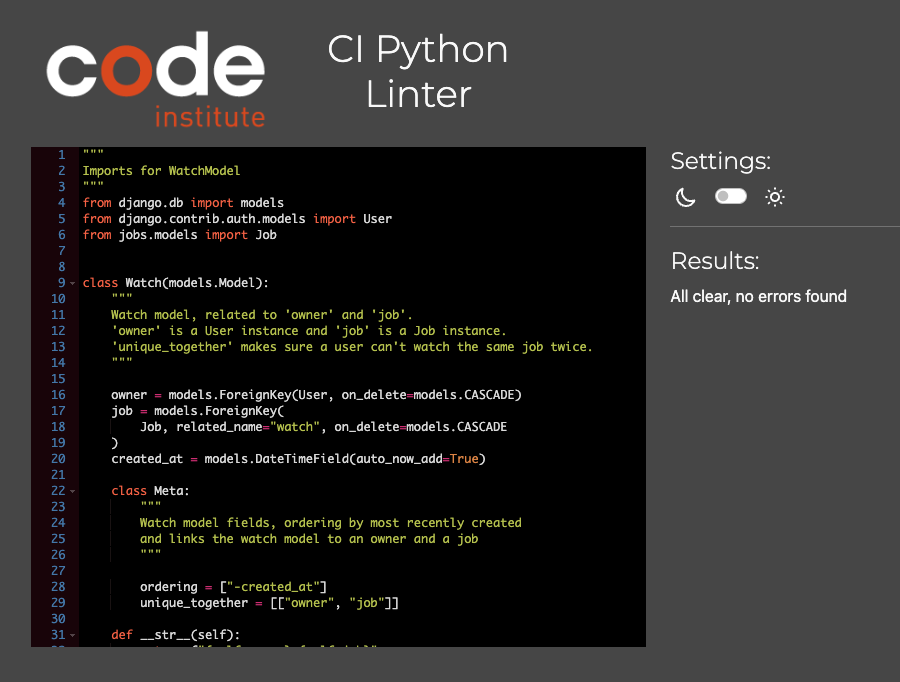 code
institute
CI Python
Linter
1 """
2 Imports for WatchModel
3 """
4 from django.db import models
5 from django.contrib.auth.models import User
6 from jobs.models import Job
7
8
9 class Watch(models.Model):
10     """
11     Watch model, related to 'owner' and 'job'.
12     'owner' is a User instance and 'job' is a Job instance.
13     'unique_together' makes sure a user can't watch the same job twice.
14     """
15
16     owner = models.ForeignKey(User, on_delete=models.CASCADE)
17     job = models.ForeignKey(
18         Job, related_name="watch", on_delete=models.CASCADE
19     )
20     created_at = models.DateTimeField(auto_now_add=True)
21
22     class Meta:
23         """
24         Watch model fields, ordering by most recently created
25         and links the watch model to an owner and a job
26         """
27
28         ordering = ["-created_at"]
29         unique_together = [["owner", "job"]]
30
31     def __str__(self):
Settings:
Results:
All clear, no errors found